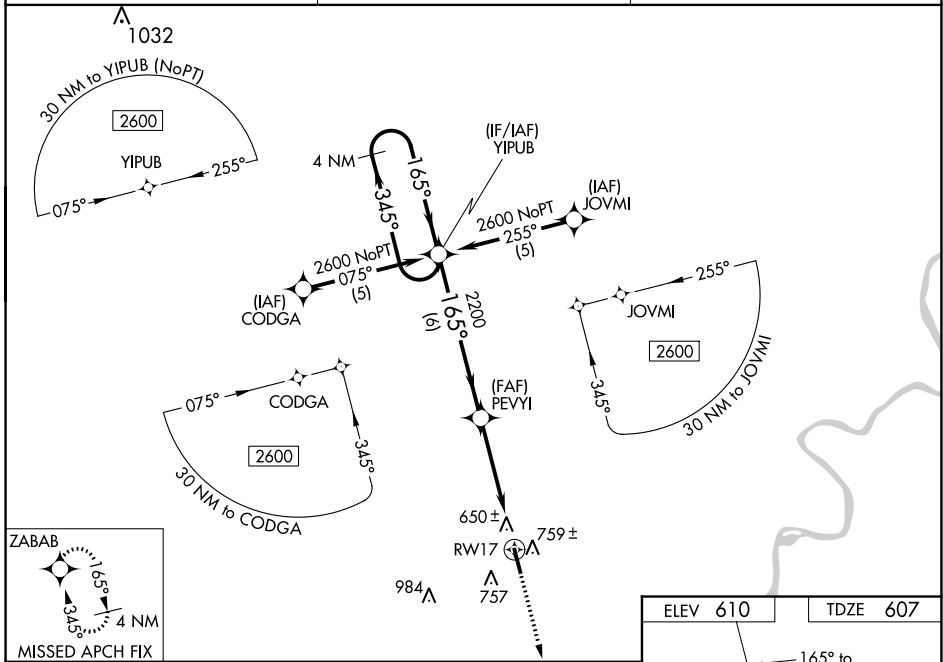 1032
30 NM to YIPUB (NoPT)
2600
YIPUB
075°
255°
(IF/IAF)
YIPUB
4 NM
165°
345°
(IAF)
JOVMI
2600 NoPT
255°
(5)
2600 NoPT
075°
(5)
(IAF)
CODGA
2200
165°
(6)
255°
JOVMI
2600
345°
30 NM to JOVMI
(FAF)
PEVYI
075°
CODGA
345°
2600
30 NM to CODGA
650 ±
759 ±
RW17
984
757
ZABAB
165°
345°
4 NM
MISSED APCH FIX
ELEV 610
TDZE 607
165° to